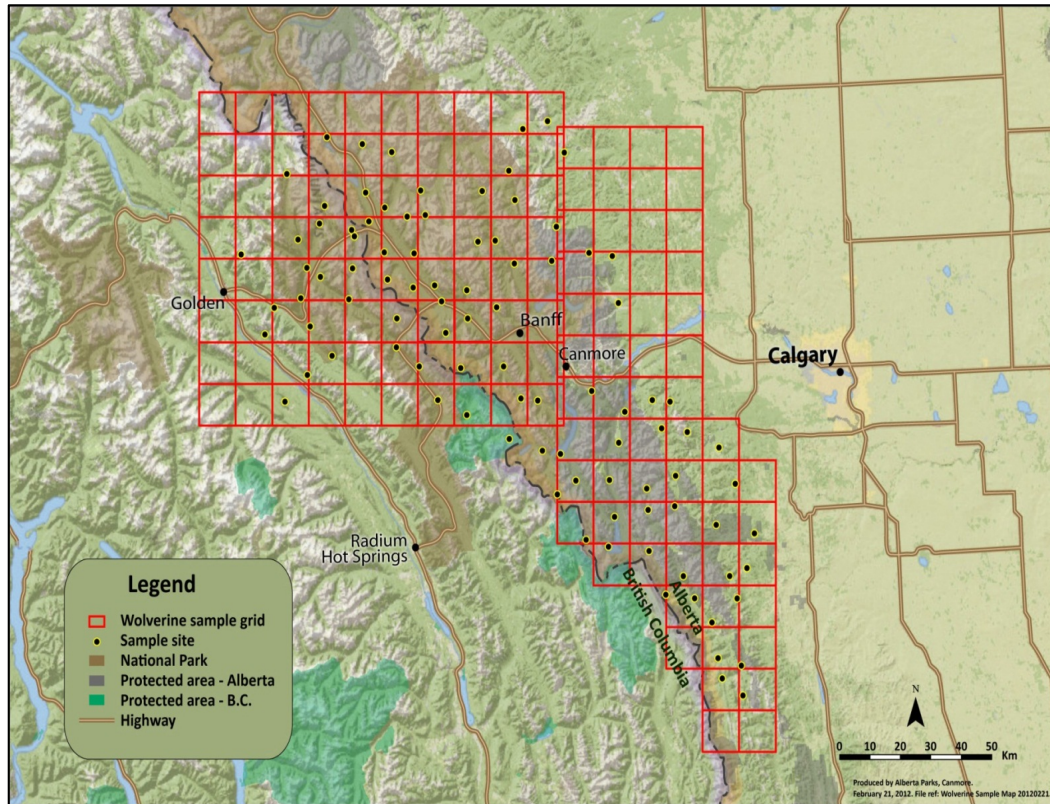 Golden
Banff
Canmore
Calgary
Radium
Hot Springs
British Columbia
Alberta
Legend
Wolverine sample grid
Sample site
National Park
Protected area - Alberta
Protected area - B.C.
Highway
N
0 10 20 30 40 50 Km
Produced by Alberta Parks, Canmore.
February 21, 2012. File ref: Wolverine Sample Map 20120221